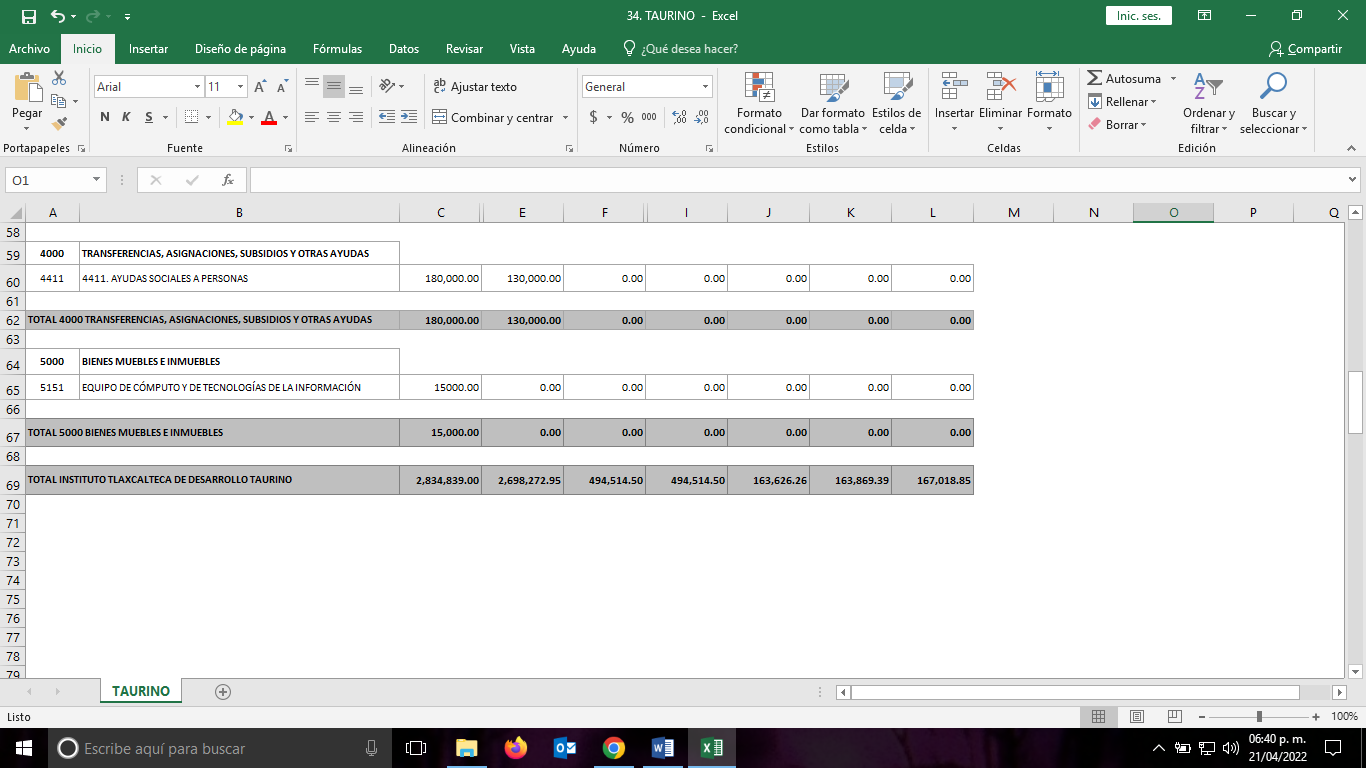 34. TAURINO - Excel
Inic. ses.
Archivo Inicio Insertar Diseño de página Fórmulas Datos Revisar Vista Ayuda ¿Qué desea hacer? Compartir
Pegar
Portapapeles
Arial 11
N K S
Fuente
Ajustar texto
Combinar y centrar
Alineación
General
$ % 000
Número
Formato condicional
Dar formato como tabla
Estilos de celda
Estilos
Insertar Eliminar Formato
Celdas
Autosuma
Rellenar
Borrar
Ordenar y filtrar
Buscar y seleccionar
Edición
O1 fx
A B C E F I J K L M N O P Q
58
59 4000 TRANSFERENCIAS, ASIGNACIONES, SUBSIDIOS Y OTRAS AYUDAS
60 4411 4411. AYUDAS SOCIALES A PERSONAS 180,000.00 130,000.00 0.00 0.00 0.00 0.00 0.00
61
62 TOTAL 4000 TRANSFERENCIAS, ASIGNACIONES, SUBSIDIOS Y OTRAS AYUDAS 180,000.00 130,000.00 0.00 0.00 0.00 0.00 0.00
63
64 5000 BIENES MUEBLES E INMUEBLES
65 5151 EQUIPO DE CÓMPUTO Y DE TECNOLOGÍAS DE LA INFORMACIÓN 15000.00 0.00 0.00 0.00 0.00 0.00 0.00
66
67 TOTAL 5000 BIENES MUEBLES E INMUEBLES 15,000.00 0.00 0.00 0.00 0.00 0.00 0.00
68
69 TOTAL INSTITUTO TLAXCALTECA DE DESARROLLO TAURINO 2,834,839.00 2,698,272.95 494,514.50 494,514.50 163,626.26 163,869.39 167,018.85
70
71
72
73
74
75
76
77
78
79
TAURINO
Listo
100%
Escribe aquí para buscar
06:40 p. m.
21/04/2022